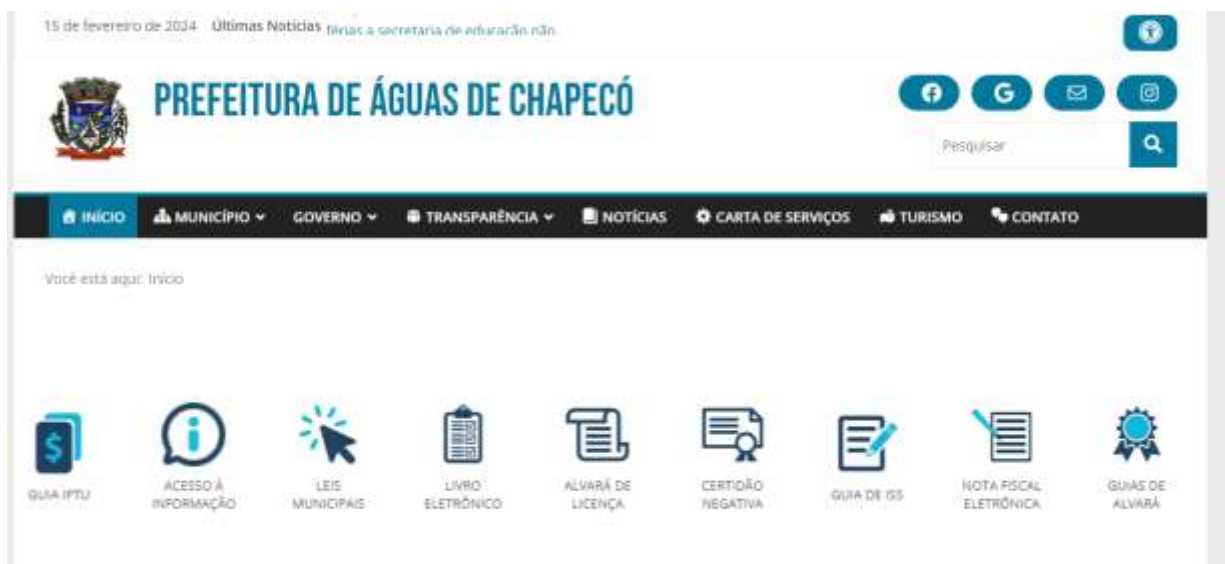 15 de fevereiro de 2024 Últimas Notícias férias a secretaria de educação não
PREFEITURA DE ÁGUAS DE CHAPECÓ
Pesquisar
INÍCIO MUNICÍPIO GOVERNO TRANSPARÊNCIA NOTÍCIAS CARTA DE SERVIÇOS TURISMO CONTATO
Você está aqui: Início
GUIA IPTU
ACESSO À
INFORMAÇÃO
LEIS
MUNICIPAIS
LIVRO
ELETRÔNICO
ALVARÁ DE
LICENÇA
CERTIDÃO
NEGATIVA
GUIA DE ISS
NOTA FISCAL
ELETRÔNICA
GUIAS DE
ALVARÁ